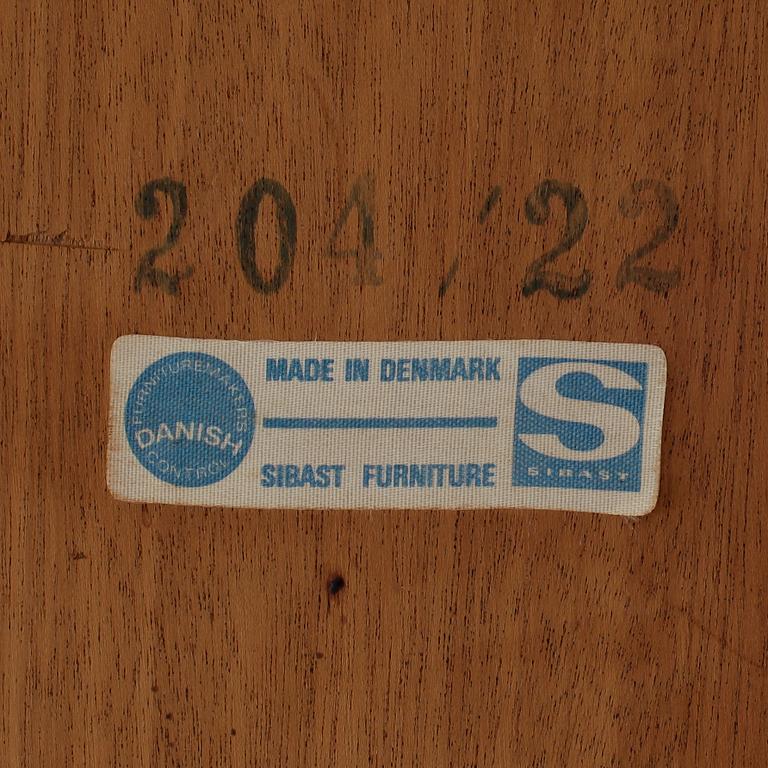 204/22
FURNITUREMAKERS
DANISH
CONTROL
MADE IN DENMARK
SIBAST FURNITURE
S
SIBAST